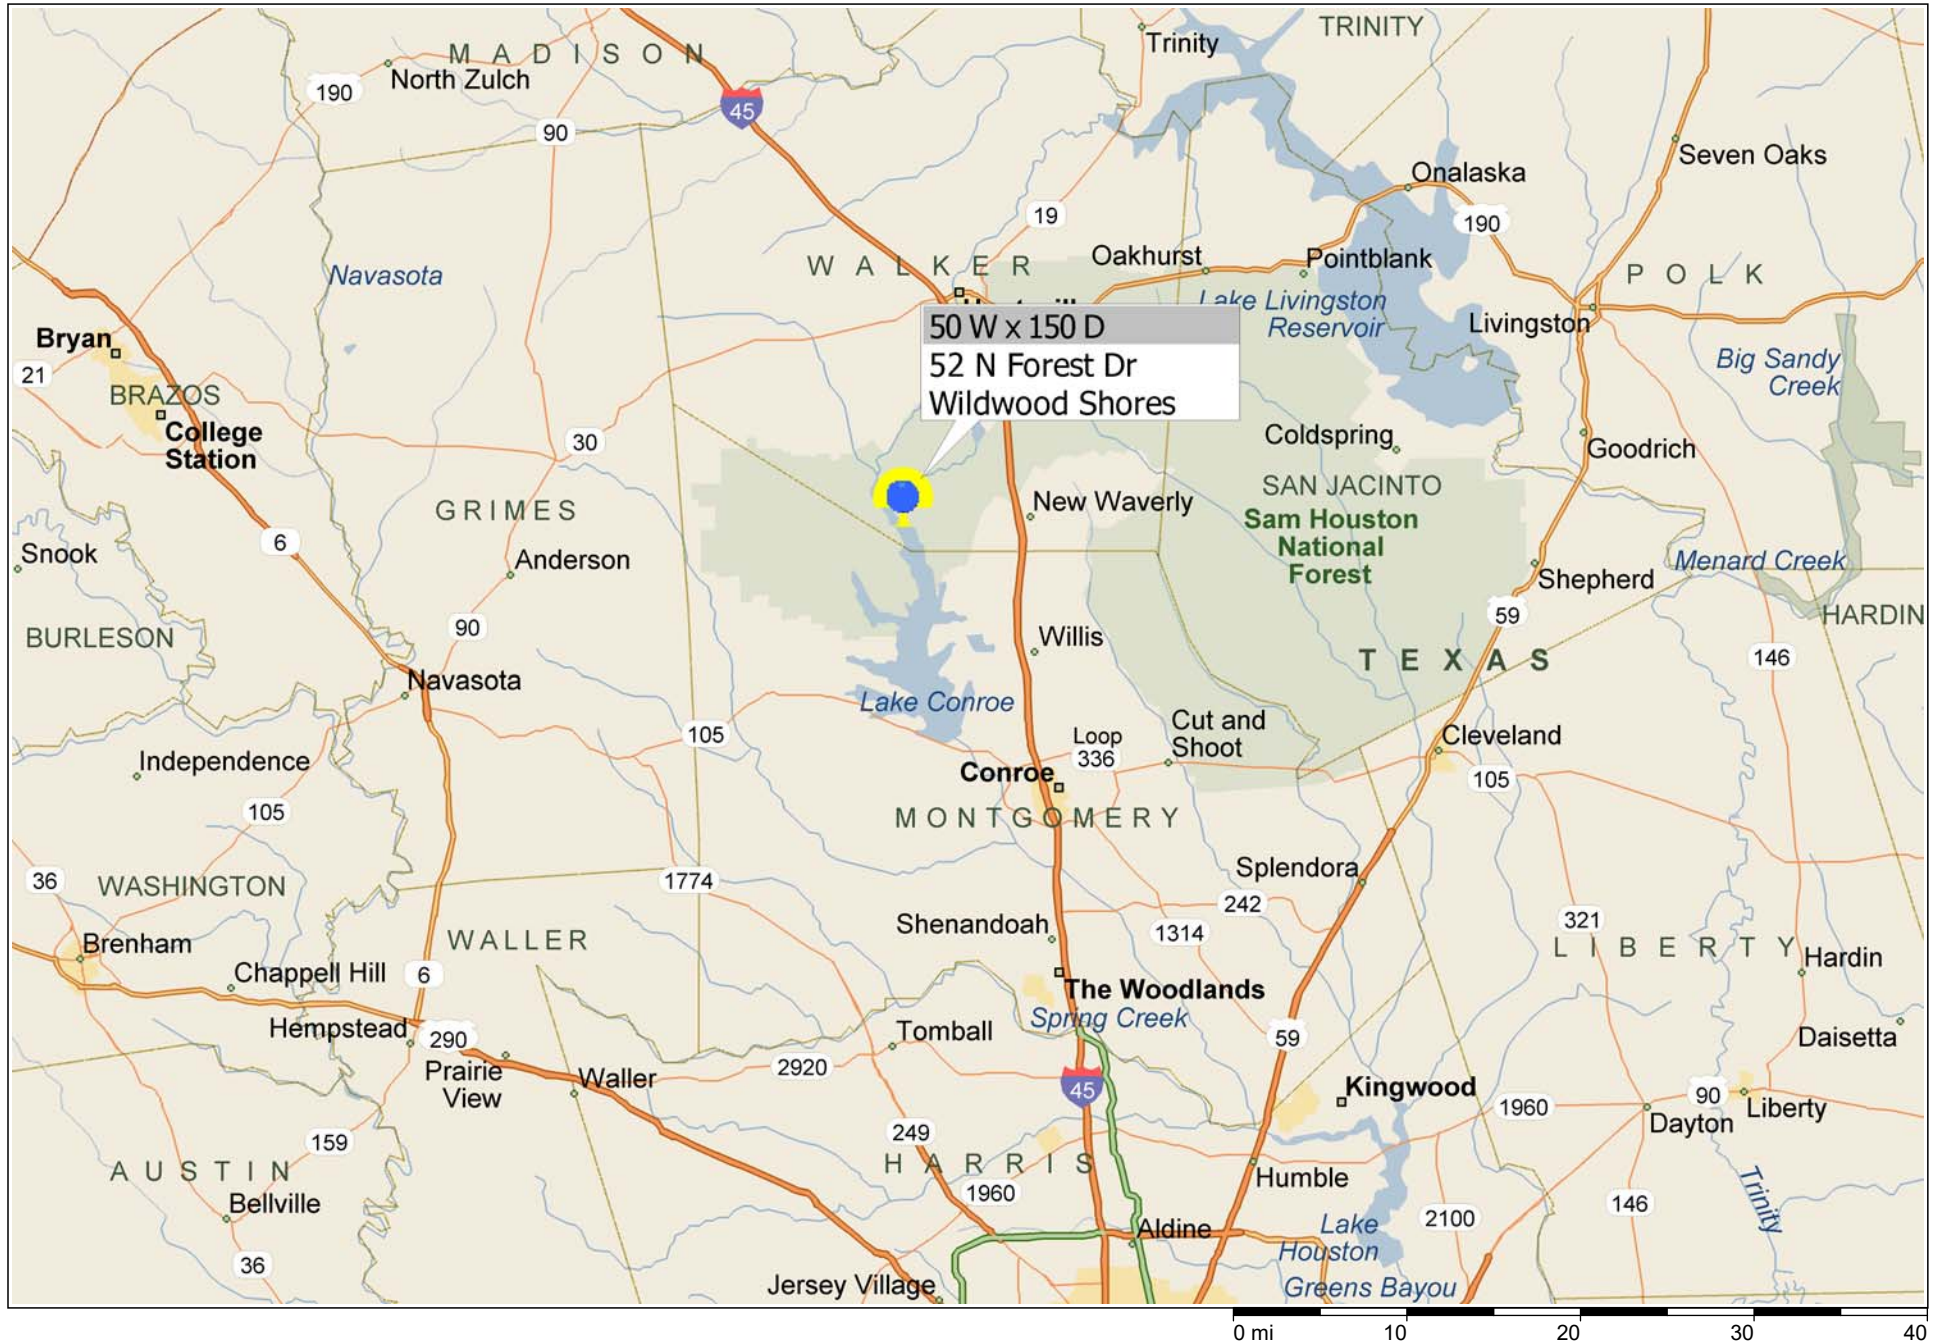 TRINITY
Trinity
MADISON
North Zulch
190
45
90
Seven Oaks
Onalaska
19
190
Oakhurst
Pointblank
WALKER
POLK
Navasota
Lake Livingston
Reservoir
Livingston
50 W x 150 D
52 N Forest Dr
Wildwood Shores
Bryan
21
BRAZOS
College
Station
Big Sandy
Creek
30
Coldspring
Goodrich
GRIMES
New Waverly
SAN JACINTO
Sam Houston
National
Forest
6
Snook
Anderson
Menard Creek
Shepherd
59
HARDIN
90
BURLESON
Willis
TEXAS
146
Navasota
Lake Conroe
105
Loop
336
Cut and
Shoot
Cleveland
105
Independence
Conroe
105
MONTGOMERY
Splendora
36
WASHINGTON
1774
242
321
Shenandoah
1314
Brenham
WALLER
LIBERTY
Hardin
Chappell Hill
6
The Woodlands
Spring Creek
Hempstead
290
Tomball
59
Daisetta
Prairie
View
Waller
2920
45
Kingwood
1960
90
Liberty
Dayton
159
249
AUSTIN
HARRIS
Humble
1960
146
Trinity
Bellville
2100
Lake
Houston
Aldine
36
Jersey Village
Greens Bayou
0 mi 10 20 30 40